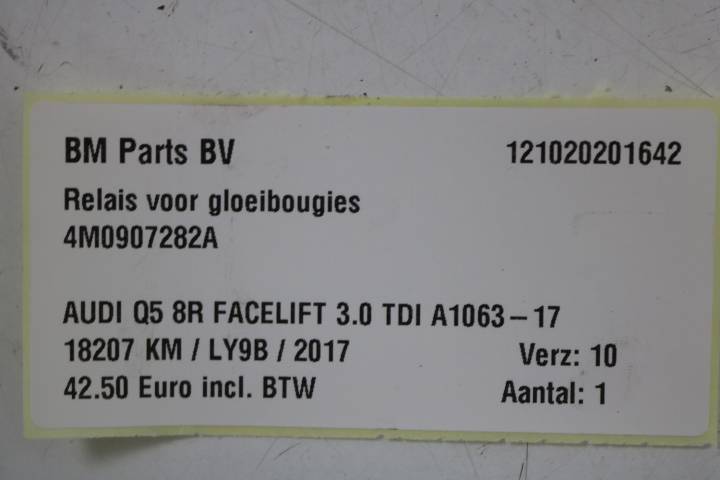 BM Parts BV 121020201642
Relais voor gloeibougies
4M0907282A
AUDI Q5 8R FACELIFT 3.0 TDI A1063-17
18207 KM / LY9B / 2017 Verz: 10
42.50 Euro incl. BTW Aantal: 1